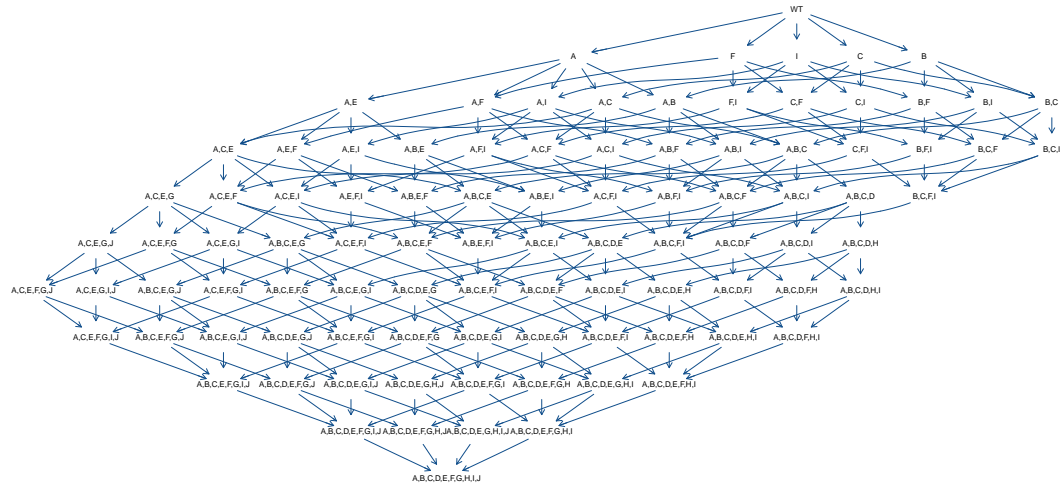 WT
A F I C B
A,E A,F A,I A,C A,B F,I C,F C,I B,F B,I B,C
A,C,E A,E,F A,E,I A,B,E A,F,I A,C,F A,C,I A,B,F A,B,I A,B,C C,F,I B,F,I B,C,F B,C,I
A,C,E,G A,C,E,F A,C,E,I A,E,F,I A,B,E,F A,B,C,E A,B,E,I A,C,F,I A,B,F,I A,B,C,F A,B,C,I A,B,C,D B,C,F,I
A,C,E,G,J A,C,E,F,G A,C,E,G,I A,B,C,E,G A,C,E,F,I A,B,C,E,F A,B,E,F,I A,B,C,E,I A,B,C,D,E A,B,C,F,I A,B,C,D,F A,B,C,D,I A,B,C,D,H
A,C,E,F,G,J A,C,E,G,I,J A,B,C,E,G,J A,C,E,F,G,I A,B,C,E,F,G A,B,C,E,G,I A,B,C,D,E,G A,B,C,E,F,I A,B,C,D,E,F A,B,C,D,E,I A,B,C,D,E,H A,B,C,D,F,I A,B,C,D,F,H A,B,C,D,H,I
A,C,E,F,G,I,J A,B,C,E,F,G,J A,B,C,E,G,I,J A,B,C,D,E,G,J A,B,C,E,F,G,I A,B,C,D,E,F,G A,B,C,D,E,G,I A,B,C,D,E,G,H A,B,C,D,E,F,I A,B,C,D,E,F,H A,B,C,D,E,H,I A,B,C,D,F,H,I
A,B,C,E,F,G,I,J A,B,C,D,E,F,G,J A,B,C,D,E,G,I,J A,B,C,D,E,G,H,J A,B,C,D,E,F,G,I A,B,C,D,E,F,G,H A,B,C,D,E,G,H,I A,B,C,D,E,F,H,I
A,B,C,D,E,F,G,I,J A,B,C,D,E,F,G,H,J A,B,C,D,E,G,H,I,J A,B,C,D,E,F,G,H,I
A,B,C,D,E,F,G,H,I,J